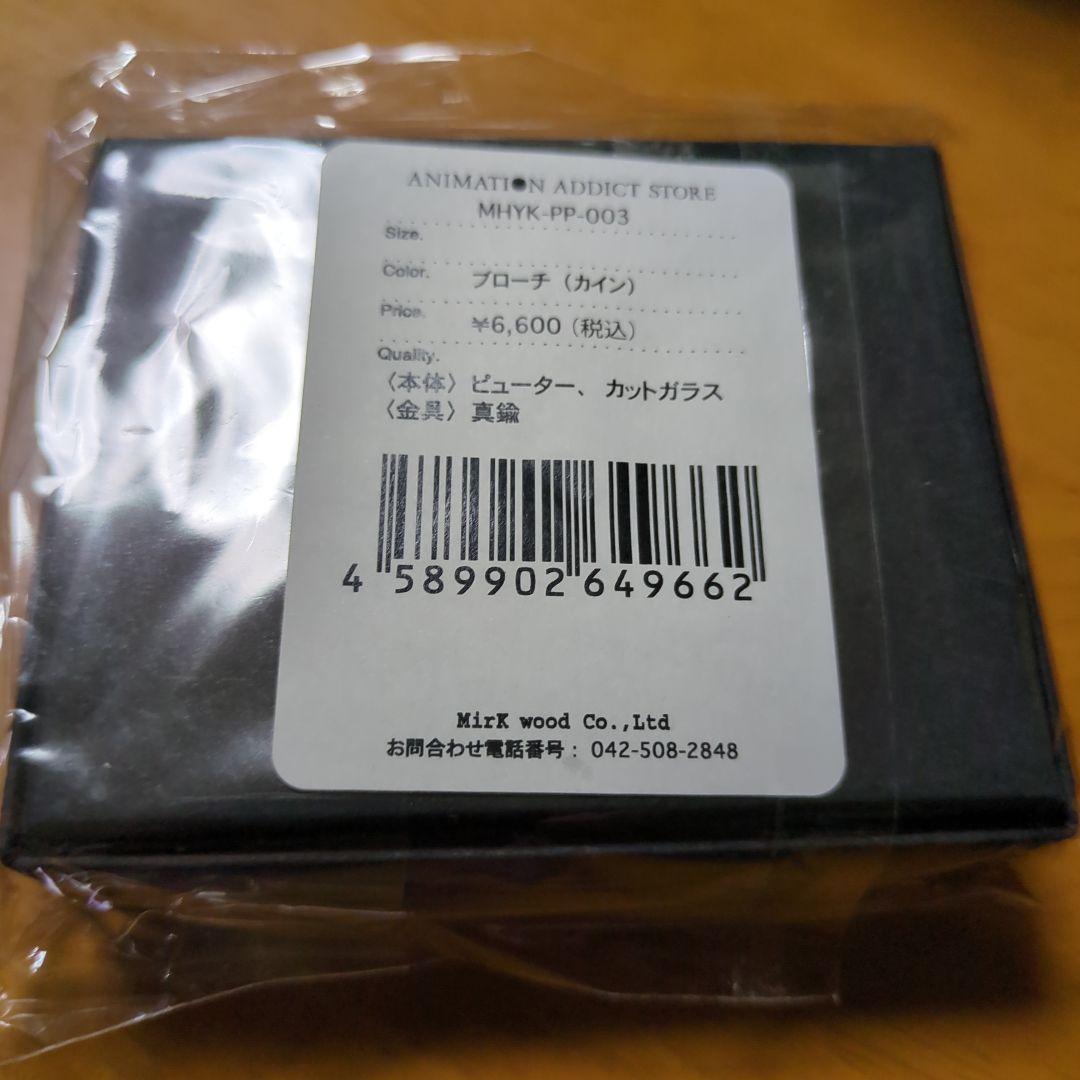 ANIMATION ADDICT STORE
MHYK-PP-003
Size.
Color. ブローチ（カイン）
Price. ¥6,600（税込）
Quality.
〈本体〉ピューター、カットガラス
〈金具〉真鍮
4 589902 649662
MirK wood Co.,Ltd
お問合わせ電話番号：042-508-2848